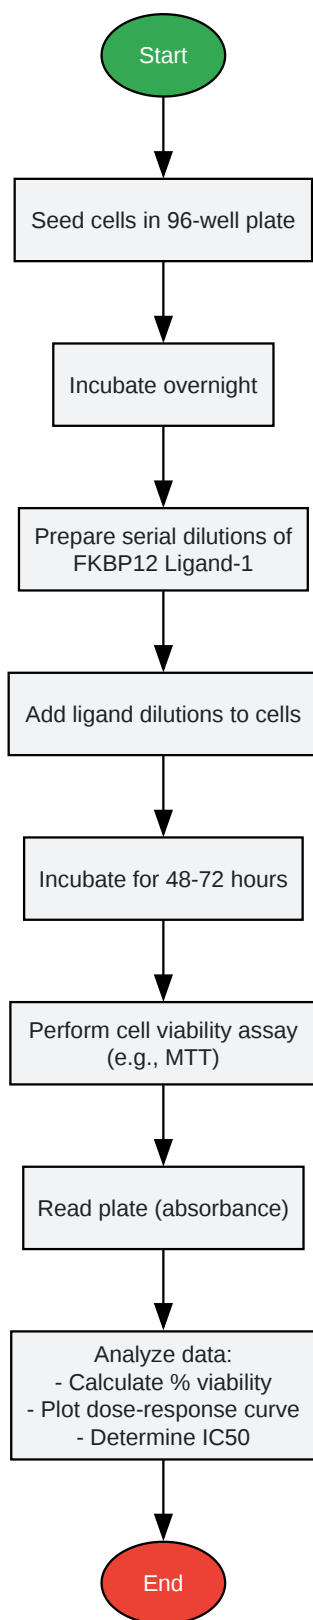 Start
Seed cells in 96-well plate
Incubate overnight
Prepare serial dilutions of
FKBP12 Ligand-1
Add ligand dilutions to cells
Incubate for 48-72 hours
Perform cell viability assay
(e.g., MTT)
Read plate (absorbance)
Analyze data:
- Calculate % viability
- Plot dose-response curve
- Determine IC50
End